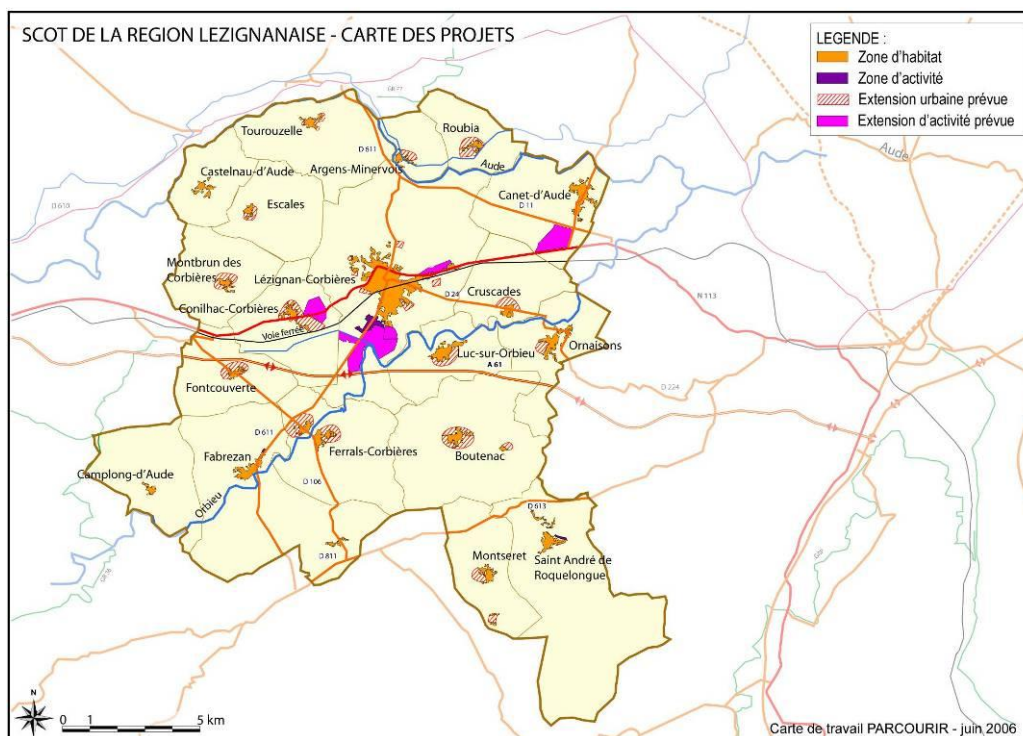 SCOT DE LA REGION LEZIGNANAISE - CARTE DES PROJETS
LEGENDE :
Zone d'habitat
Zone d'activité
Extension urbaine prévue
Extension d'activité prévue
GR 77
Tourouzelle
Roubia
D 811
Argens-Minervois
Aude
Aude
Castelnau-d'Aude
Canet-d'Aude
D 610
Escales
D 11
Montbrun des
Corbières
Lézignan-Corbières
Conilhac-Corbières
D 24
Cruscades
N 113
Voie ferrée
Luc-sur-Orbieu
Ornaisons
A 61
Fontcouverte
D 224
D 611
Ferrals-Corbières
Boutenac
Fabrezan
Camplong-d'Aude
D 106
Orbieu
D 613
D 811
Montseret
Saint André de
Roquelongue
N
0 1 5 km
Carte de travail PARCOURIR - juin 2006